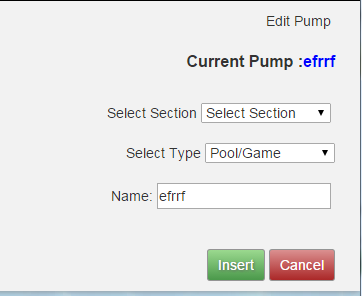 Edit Pump
Current Pump :efrrf
Select Section Select Section
Select Type Pool/Game
Name: efrrf
Insert Cancel